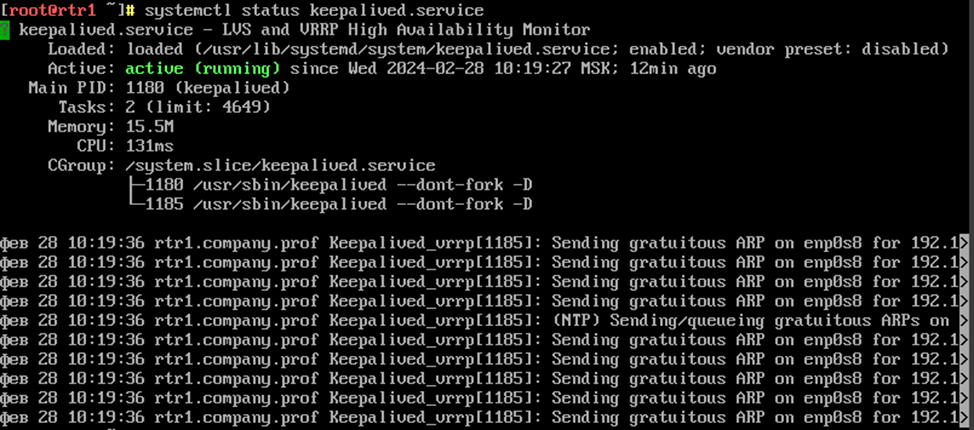 [root@rtr1 ~]# systemctl status keepalived.service
? keepalived.service - LVS and VRRP High Availability Monitor
Loaded: loaded (/usr/lib/systemd/system/keepalived.service; enabled; vendor preset: disabled)
Active: active (running) since Wed 2024-02-28 10:19:27 MSK; 12min ago
Main PID: 1180 (keepalived)
Tasks: 2 (limit: 4649)
Memory: 15.5M
CPU: 131ms
CGroup: /system.slice/keepalived.service
├─1180 /usr/sbin/keepalived --dont-fork -D
└─1185 /usr/sbin/keepalived --dont-fork -D
фев 28 10:19:36 rtr1.company.prof Keepalived_vrrp[1185]: Sending gratuitous ARP on enp0s8 for 192.1>
фев 28 10:19:36 rtr1.company.prof Keepalived_vrrp[1185]: Sending gratuitous ARP on enp0s8 for 192.1>
фев 28 10:19:36 rtr1.company.prof Keepalived_vrrp[1185]: Sending gratuitous ARP on enp0s8 for 192.1>
фев 28 10:19:36 rtr1.company.prof Keepalived_vrrp[1185]: Sending gratuitous ARP on enp0s8 for 192.1>
фев 28 10:19:36 rtr1.company.prof Keepalived_vrrp[1185]: (NTP) Sending/queueing gratuitous ARPs on >
фев 28 10:19:36 rtr1.company.prof Keepalived_vrrp[1185]: Sending gratuitous ARP on enp0s8 for 192.1>
фев 28 10:19:36 rtr1.company.prof Keepalived_vrrp[1185]: Sending gratuitous ARP on enp0s8 for 192.1>
фев 28 10:19:36 rtr1.company.prof Keepalived_vrrp[1185]: Sending gratuitous ARP on enp0s8 for 192.1>
фев 28 10:19:36 rtr1.company.prof Keepalived_vrrp[1185]: Sending gratuitous ARP on enp0s8 for 192.1>
фев 28 10:19:36 rtr1.company.prof Keepalived_vrrp[1185]: Sending gratuitous ARP on enp0s8 for 192.1>